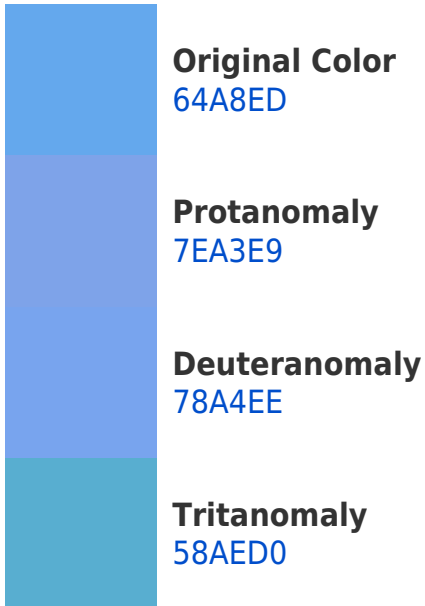 Original Color
64A8ED
Protanomaly
7EA3E9
Deuteranomaly
78A4EE
Tritanomaly
58AED0